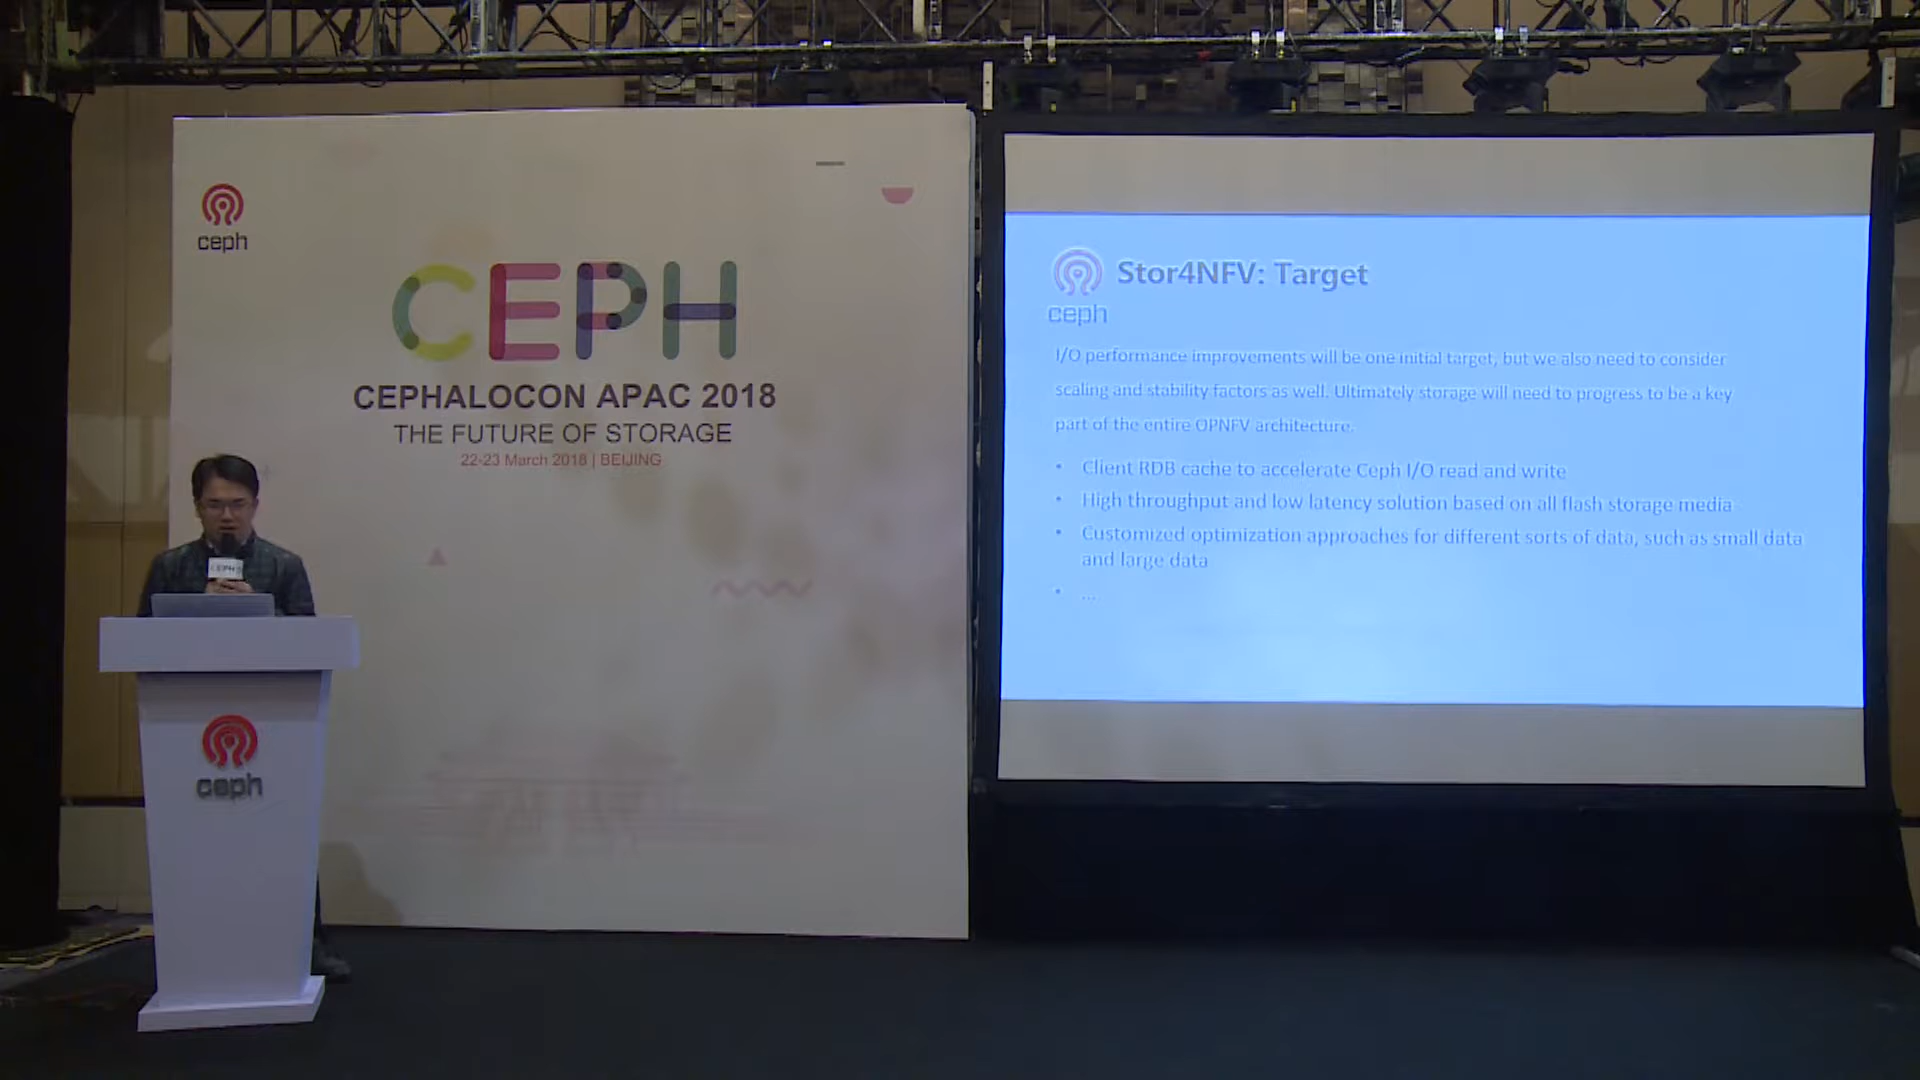 ceph
CEPH
CEPHALOCON APAC 2018
THE FUTURE OF STORAGE
22-23 March 2018 | BEIJING
CEPH
ceph
Stor4NFV: Target
ceph
I/O performance improvements will be one initial target, but we also need to consider
scaling and stability factors as well. Ultimately storage will need to progress to be a key
part of the entire OPNFV architecture.
• Client RDB cache to accelerate Ceph I/O read and write
• High throughput and low latency solution based on all flash storage media
• Customized optimization approaches for different sorts of data, such as small data
and large data
• ....